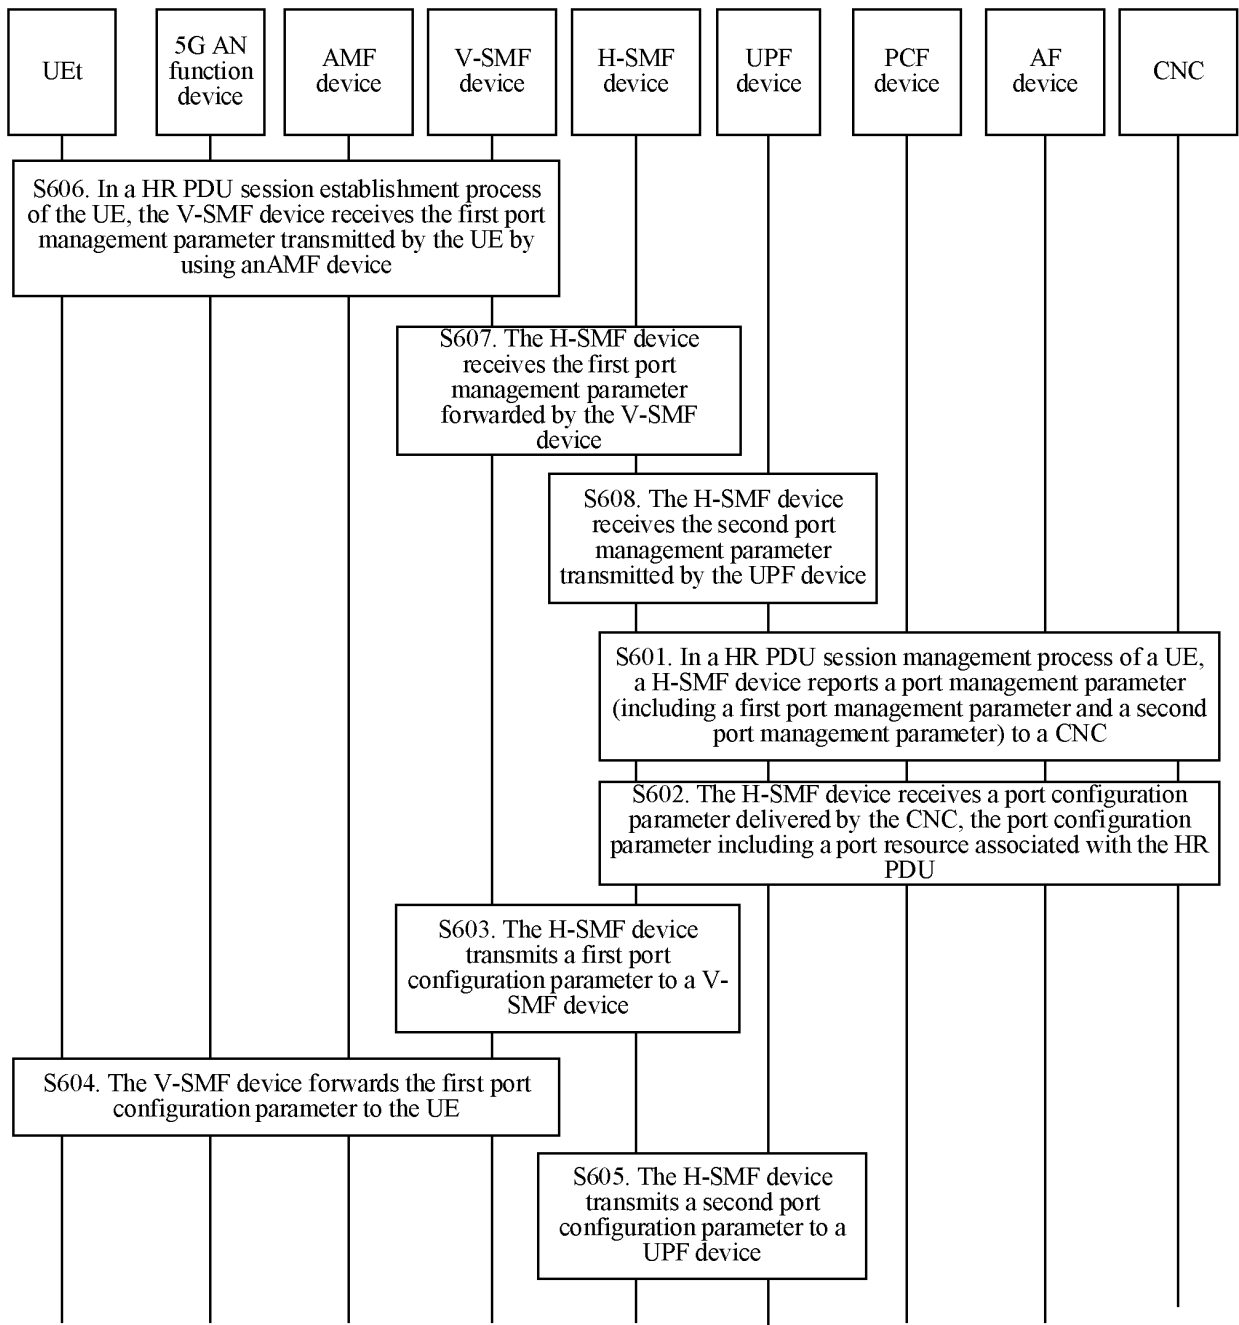 UEt
5G AN
function
device
AMF
device
V-SMF
device
H-SMF
device
UPF
device
PCF
device
AF
device
CNC
S606. In a HR PDU session establishment process
of the UE, the V-SMF device receives the first port
management parameter transmitted by the UE by
using anAMF device
S607. The H-SMF device
receives the first port
management parameter
forwarded by the V-SMF
device
S608. The H-SMF device
receives the second port
management parameter
transmitted by the UPF device
S601. In a HR PDU session management process of a UE,
a H-SMF device reports a port management parameter
(including a first port management parameter and a second
port management parameter) to a CNC
S602. The H-SMF device receives a port configuration
parameter delivered by the CNC, the port configuration
parameter including a port resource associated with the HR
PDU
S603. The H-SMF device
transmits a first port
configuration parameter to a V-
SMF device
S604. The V-SMF device forwards the first port
configuration parameter to the UE
S605. The H-SMF device
transmits a second port
configuration parameter to a
UPF device